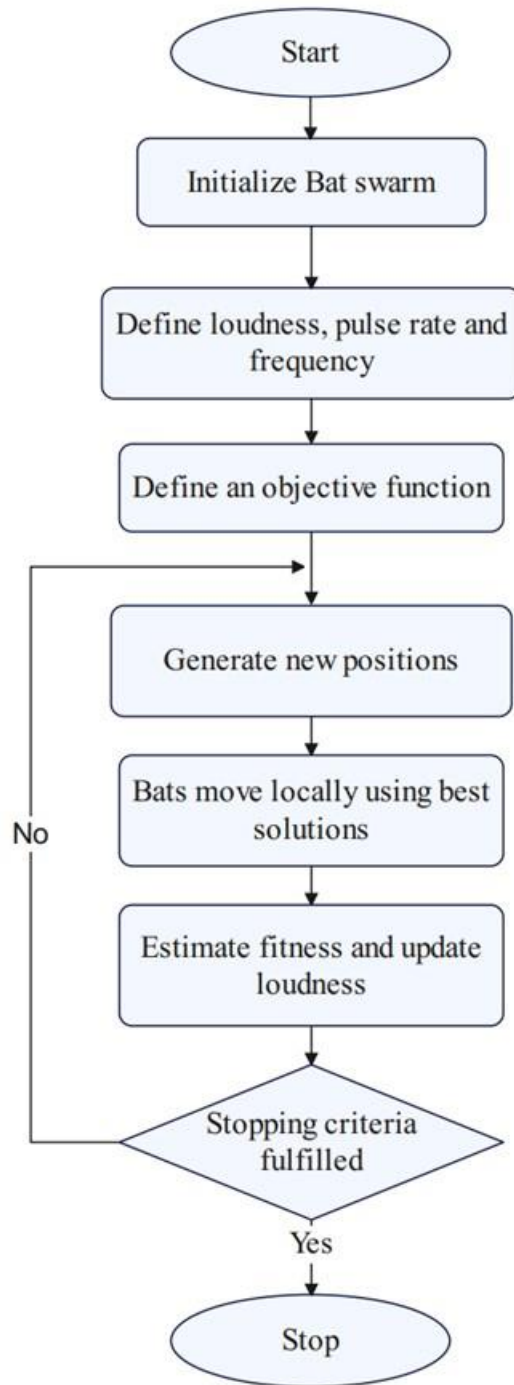 Start
Initialize Bat swarm
Define loudness, pulse rate and
frequency
Define an objective function
Generate new positions
Bats move locally using best
solutions
No
Estimate fitness and update
loudness
Stopping criteria
fulfilled
Yes
Stop